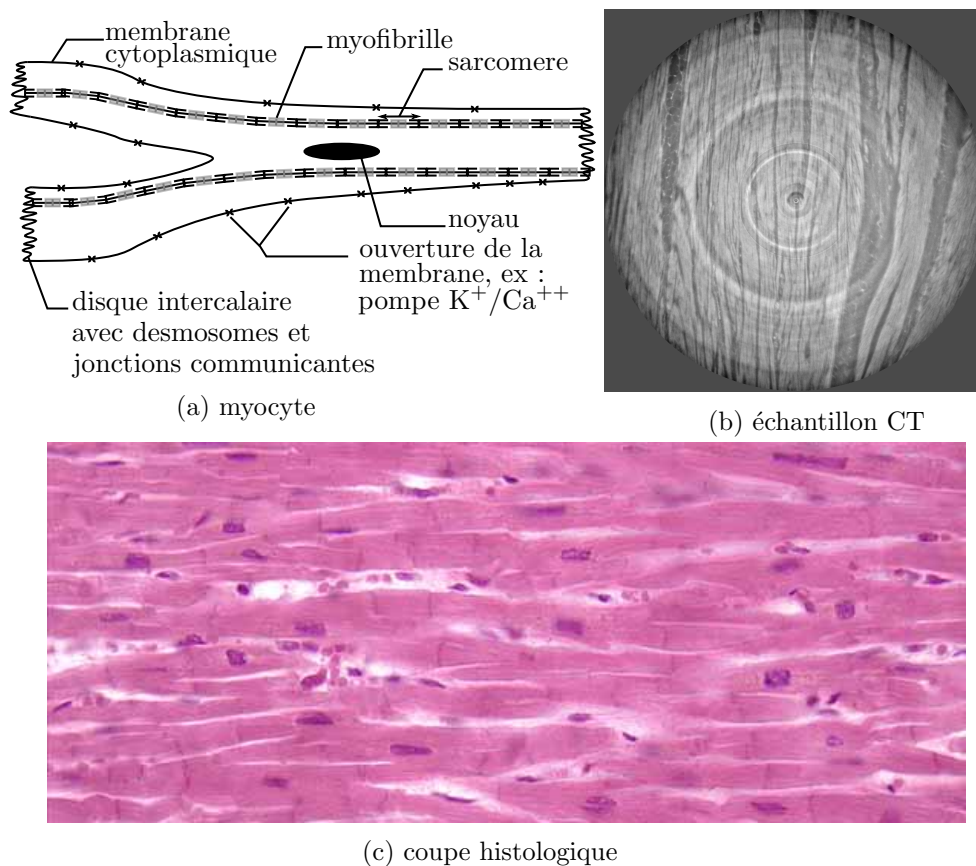 membrane
cytoplasmique
myofibrille
sarcomere
noyau
ouverture de la
membrane, ex :
pompe K⁺/Ca⁺⁺
disque intercalaire
avec desmosomes et
jonctions communicantes
(a) myocyte
(b) échantillon CT
(c) coupe histologique